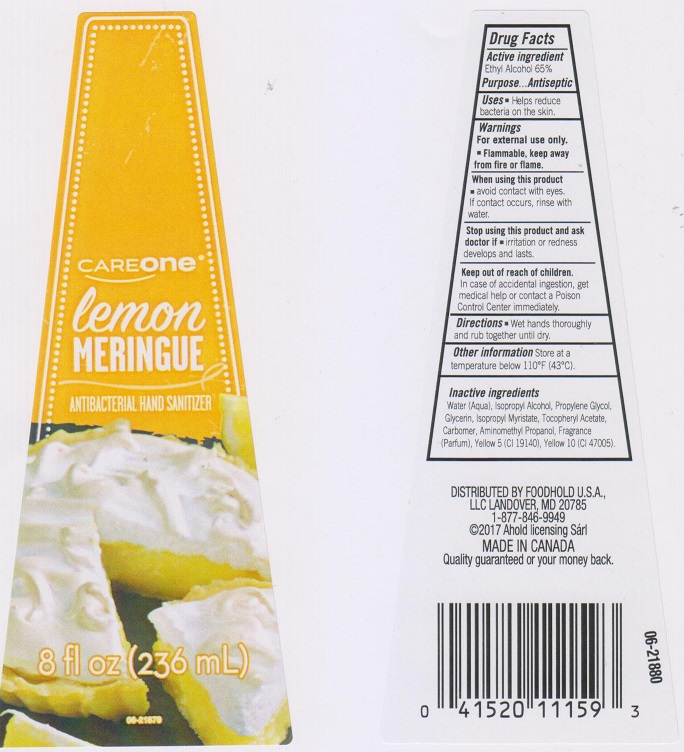 CAREONE®
lemon
MERINGUE
ANTIBACTERIAL HAND SANITIZER
8 fl oz (236 mL)
06-21879
Drug Facts
Active ingredient
Ethyl Alcohol 65%
Purpose...Antiseptic
Uses ▪ Helps reduce
bacteria on the skin.
Warnings
For external use only.
▪ Flammable, keep away
from fire or flame.
When using this product
▪ avoid contact with eyes.
If contact occurs, rinse with
water.
Stop using this product and ask
doctor if ▪ irritation or redness
develops and lasts.
Keep out of reach of children.
In case of accidental ingestion, get
medical help or contact a Poison
Control Center immediately.
Directions ▪ Wet hands thoroughly
and rub together until dry.
Other information Store at a
temperature below 110°F (43°C).
Inactive ingredients
Water (Aqua), Isopropyl Alcohol, Propylene Glycol,
Glycerin, Isopropyl Myristate, Tocopheryl Acetate,
Carbomer, Aminomethyl Propanol, Fragrance
(Parfum), Yellow 5 (CI 19140), Yellow 10 (CI 47005).
DISTRIBUTED BY FOODHOLD U.S.A.,
LLC LANDOVER, MD 20785
1-877-846-9949
©2017 Ahold licensing Sárl
MADE IN CANADA
Quality guaranteed or your money back.
0 41520 11159 3
06-21880